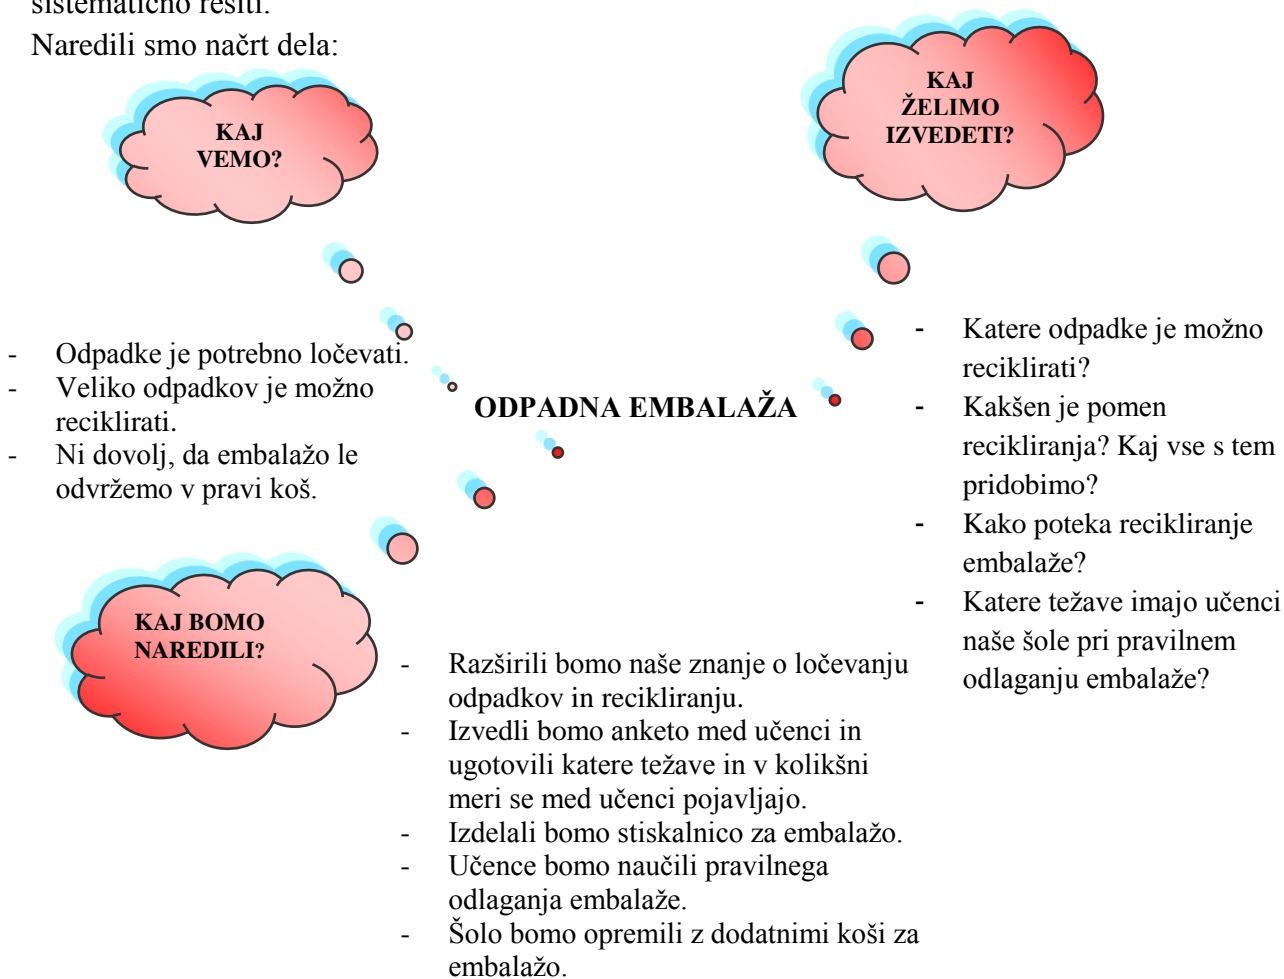 sistematično rešiti.
Naredili smo načrt dela:
KAJ
VEMO?
KAJ
ŽELIMO
IZVEDETI?
- Odpadke je potrebno ločevati.
- Veliko odpadkov je možno
reciklirati.
- Ni dovolj, da embalažo le
odvržemo v pravi koš.
ODPADNA EMBALAŽA
- Katere odpadke je možno
reciklirati?
- Kakšen je pomen
recikliranja? Kaj vse s tem
pridobimo?
- Kako poteka recikliranje
embalaže?
- Katere težave imajo učenci
naše šole pri pravilnem
odlaganju embalaže?
KAJ BOMO
NAREDILI?
- Razširili bomo naše znanje o ločevanju
odpadkov in recikliranju.
- Izvedli bomo anketo med učenci in
ugotovili katere težave in v kolikšni
meri se med učenci pojavljajo.
- Izdelali bomo stiskalnico za embalažo.
- Učence bomo naučili pravilnega
odlaganja embalaže.
- Šolo bomo opremili z dodatnimi koši za
embalažo.